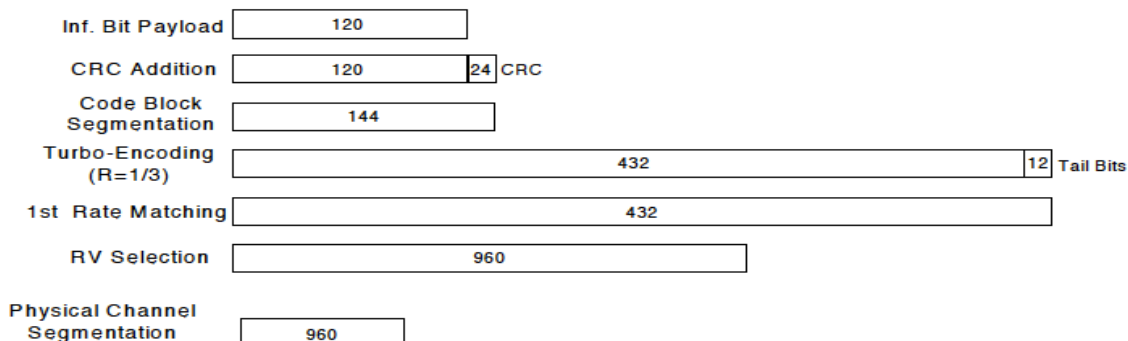 Inf. Bit Payload 120
CRC Addition 120 24 CRC
Code Block
Segmentation 144
Turbo-Encoding
(R=1/3) 432 12 Tail Bits
1st Rate Matching 432
RV Selection 960
Physical Channel
Segmentation 960